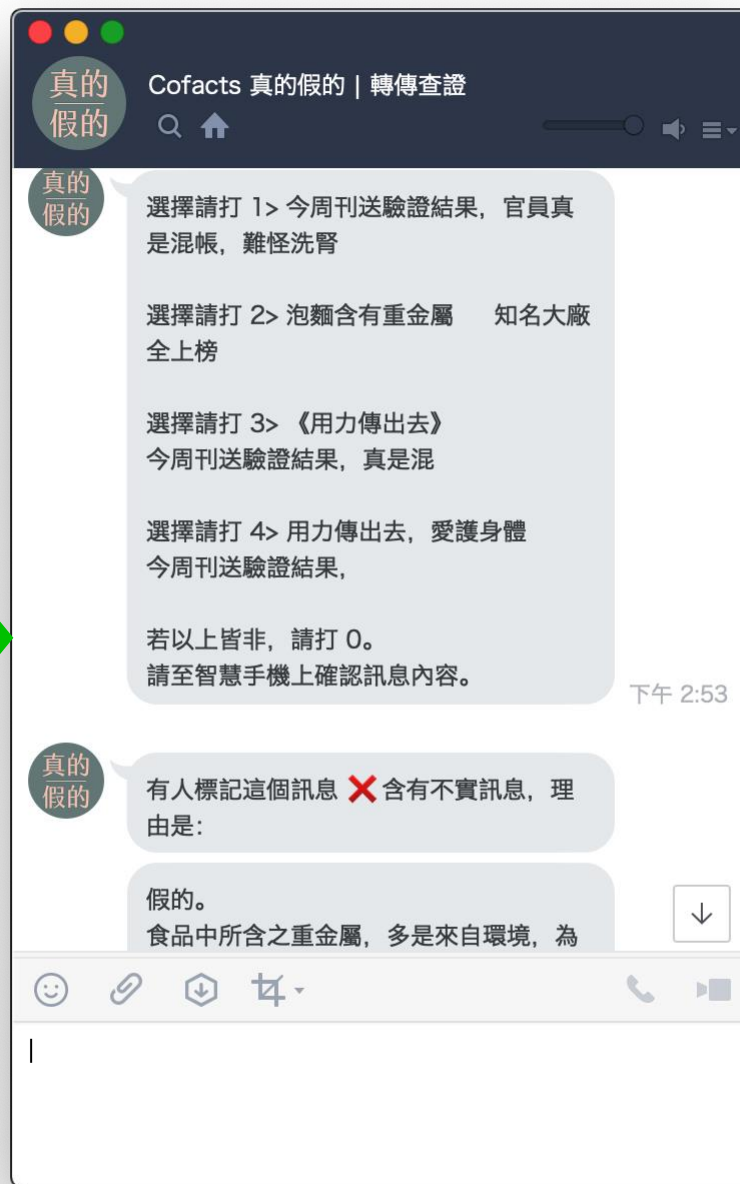 真的
假的
Cofacts 真的假的 | 轉傳查證
真的
假的
選擇請打 1> 今周刊送驗證結果，官員真
是混帳，難怪洗腎
選擇請打 2> 泡麵含有重金屬　知名大廠
全上榜
選擇請打 3> 《用力傳出去》
今周刊送驗證結果，真是混
選擇請打 4> 用力傳出去，愛護身體
今周刊送驗證結果，
若以上皆非，請打 0。
請至智慧手機上確認訊息內容。
下午 2:53
真的
假的
有人標記這個訊息 ❌ 含有不實訊息，理
由是：
假的。
食品中所含之重金屬，多是來自環境，為